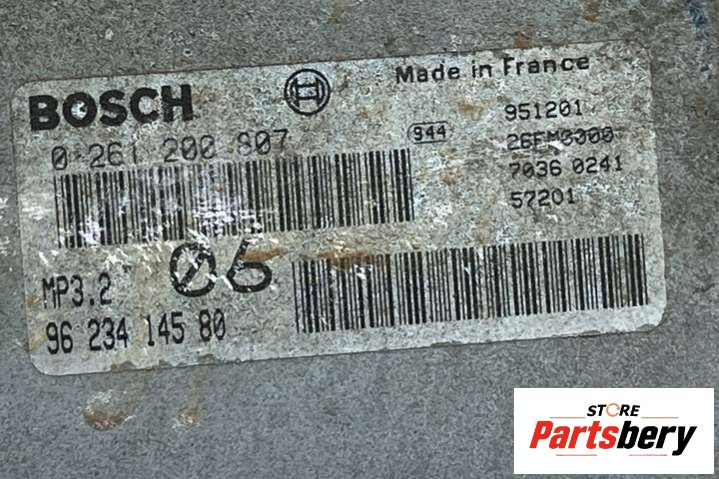 BOSCH
Made in France
0 261 200 807
944
951201
26FM0000
7036 0241
57201
MP3.2
06
96 234 145 80
STORE
Partsbery